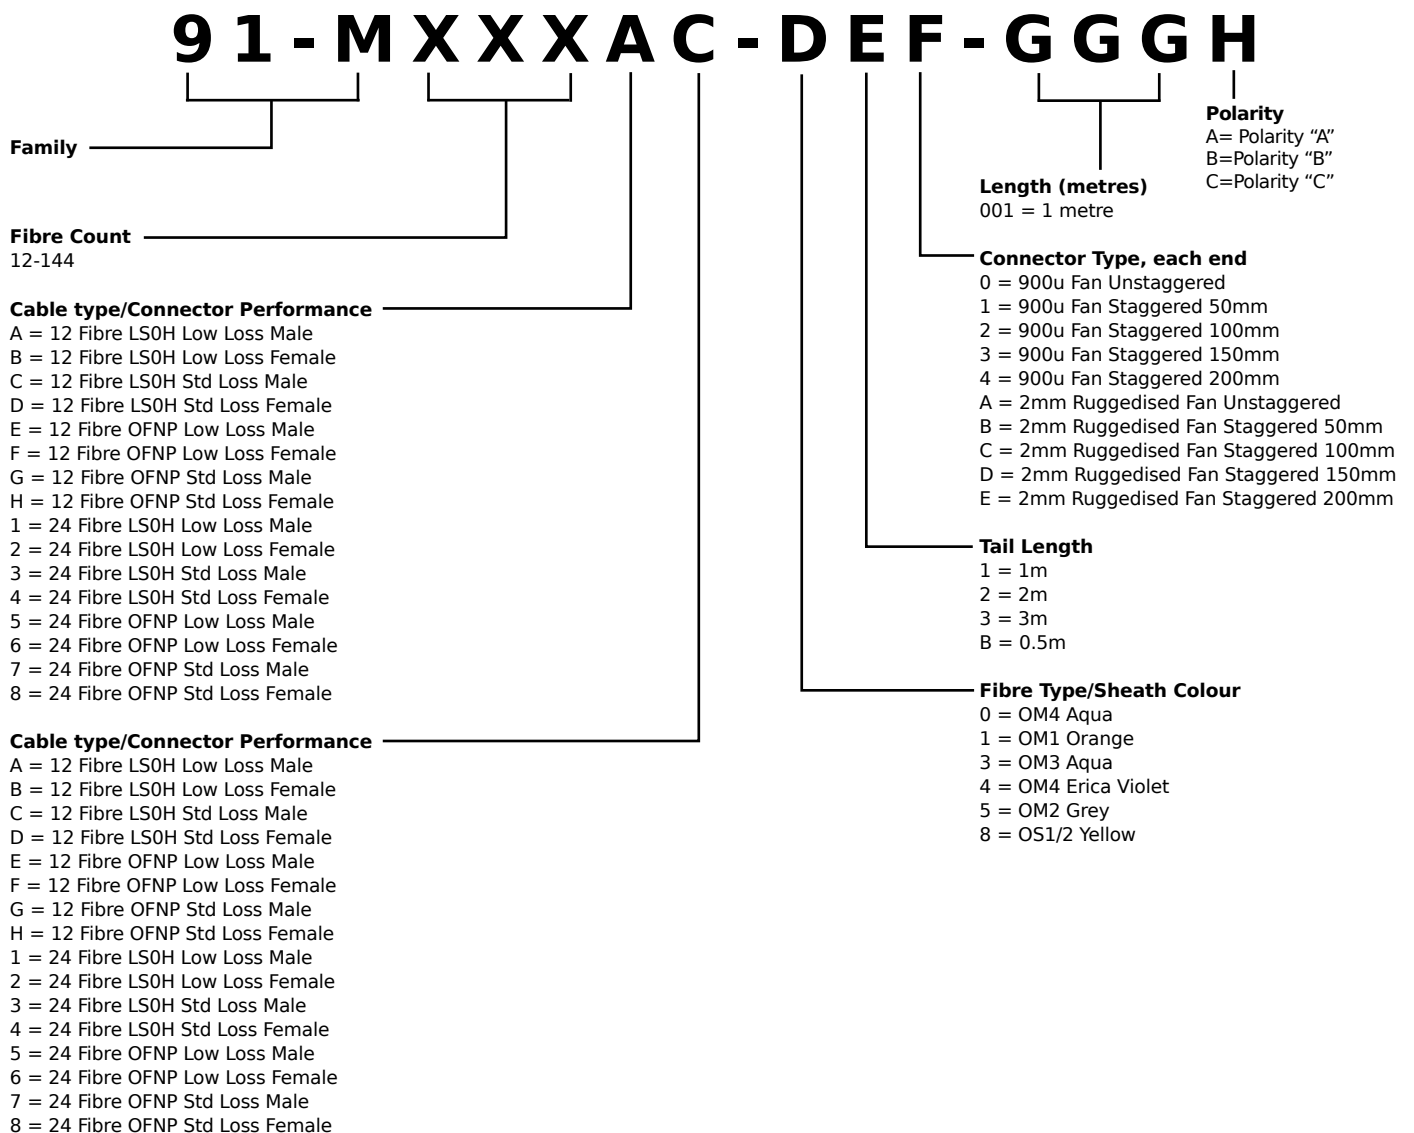 91-MXXXAC-DEF-GGGH
Family
Fibre Count
12-144
Cable type/Connector Performance
A = 12 Fibre LS0H Low Loss Male
B = 12 Fibre LS0H Low Loss Female
C = 12 Fibre LS0H Std Loss Male
D = 12 Fibre LS0H Std Loss Female
E = 12 Fibre OFNP Low Loss Male
F = 12 Fibre OFNP Low Loss Female
G = 12 Fibre OFNP Std Loss Male
H = 12 Fibre OFNP Std Loss Female
1 = 24 Fibre LS0H Low Loss Male
2 = 24 Fibre LS0H Low Loss Female
3 = 24 Fibre LS0H Std Loss Male
4 = 24 Fibre LS0H Std Loss Female
5 = 24 Fibre OFNP Low Loss Male
6 = 24 Fibre OFNP Low Loss Female
7 = 24 Fibre OFNP Std Loss Male
8 = 24 Fibre OFNP Std Loss Female
Cable type/Connector Performance
A = 12 Fibre LS0H Low Loss Male
B = 12 Fibre LS0H Low Loss Female
C = 12 Fibre LS0H Std Loss Male
D = 12 Fibre LS0H Std Loss Female
E = 12 Fibre OFNP Low Loss Male
F = 12 Fibre OFNP Low Loss Female
G = 12 Fibre OFNP Std Loss Male
H = 12 Fibre OFNP Std Loss Female
1 = 24 Fibre LS0H Low Loss Male
2 = 24 Fibre LS0H Low Loss Female
3 = 24 Fibre LS0H Std Loss Male
4 = 24 Fibre LS0H Std Loss Female
5 = 24 Fibre OFNP Low Loss Male
6 = 24 Fibre OFNP Low Loss Female
7 = 24 Fibre OFNP Std Loss Male
8 = 24 Fibre OFNP Std Loss Female
Polarity
A= Polarity “A”
B=Polarity “B”
C=Polarity “C”
Length (metres)
001 = 1 metre
Connector Type, each end
0 = 900u Fan Unstaggered
1 = 900u Fan Staggered 50mm
2 = 900u Fan Staggered 100mm
3 = 900u Fan Staggered 150mm
4 = 900u Fan Staggered 200mm
A = 2mm Ruggedised Fan Unstaggered
B = 2mm Ruggedised Fan Staggered 50mm
C = 2mm Ruggedised Fan Staggered 100mm
D = 2mm Ruggedised Fan Staggered 150mm
E = 2mm Ruggedised Fan Staggered 200mm
Tail Length
1 = 1m
2 = 2m
3 = 3m
B = 0.5m
Fibre Type/Sheath Colour
0 = OM4 Aqua
1 = OM1 Orange
3 = OM3 Aqua
4 = OM4 Erica Violet
5 = OM2 Grey
8 = OS1/2 Yellow